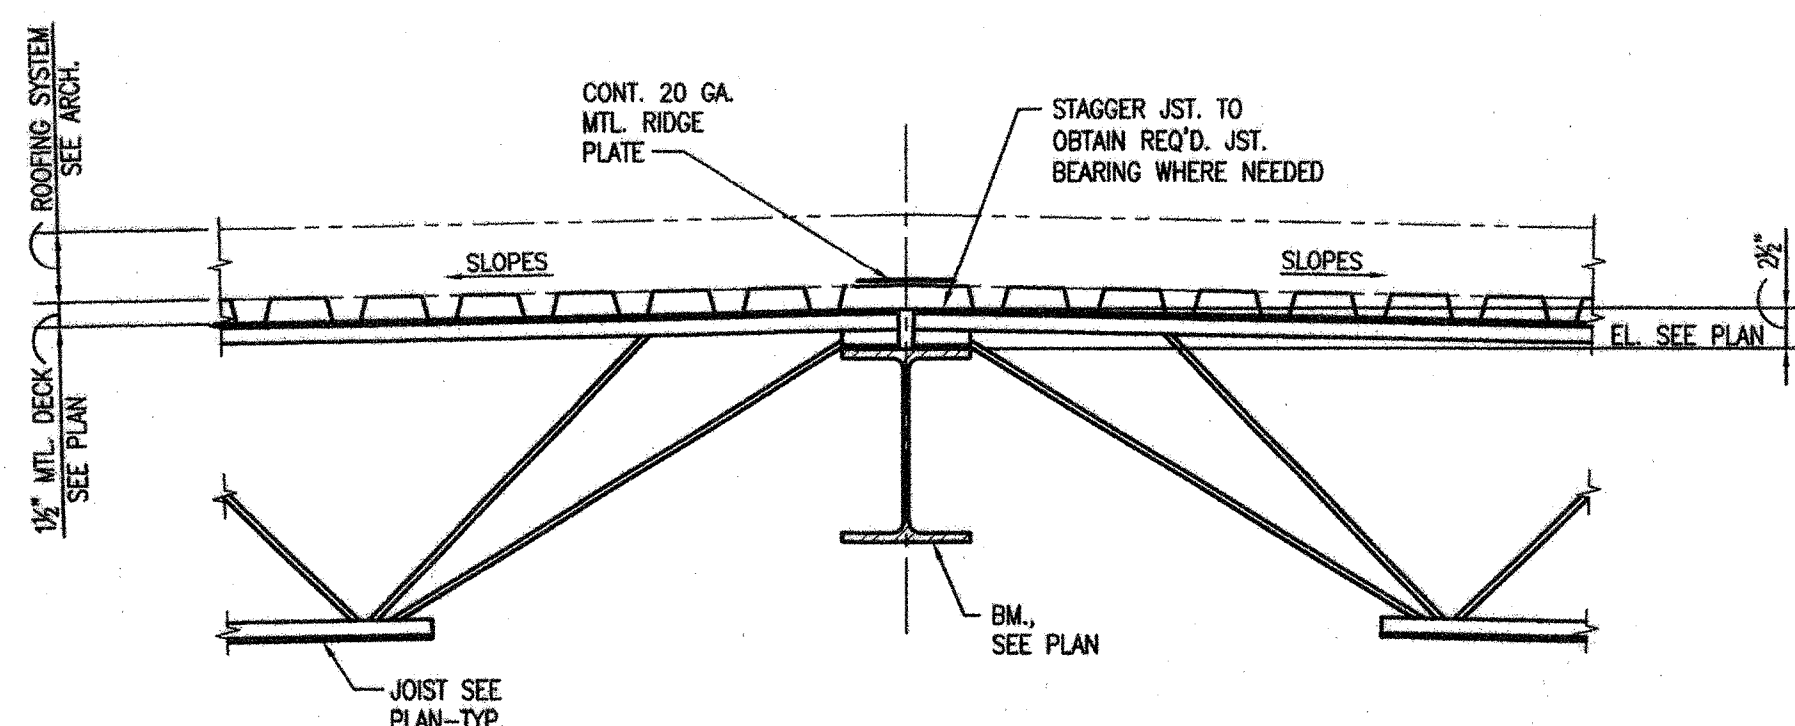 ROOFING SYSTEM
SEE ARCH.
1½" MTL. DECK
SEE PLAN
CONT. 20 GA.
MTL. RIDGE
PLATE
STAGGER JST. TO
OBTAIN REQ'D. JST.
BEARING WHERE NEEDED
SLOPES
SLOPES
2½"
EL. SEE PLAN
BM.,
SEE PLAN
JOIST SEE
PLAN-TYP.